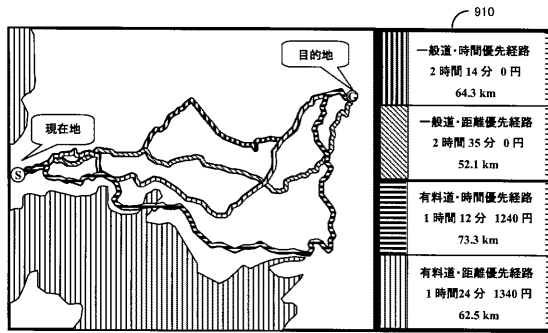 910
目的地
現在地
S
G
一般道・時間優先経路
2時間14分 0円
64.3 km
一般道・距離優先経路
2時間35分 0円
52.1 km
有料道・時間優先経路
1時間12分 1240円
73.3 km
有料道・距離優先経路
1時間24分 1340円
62.5 km